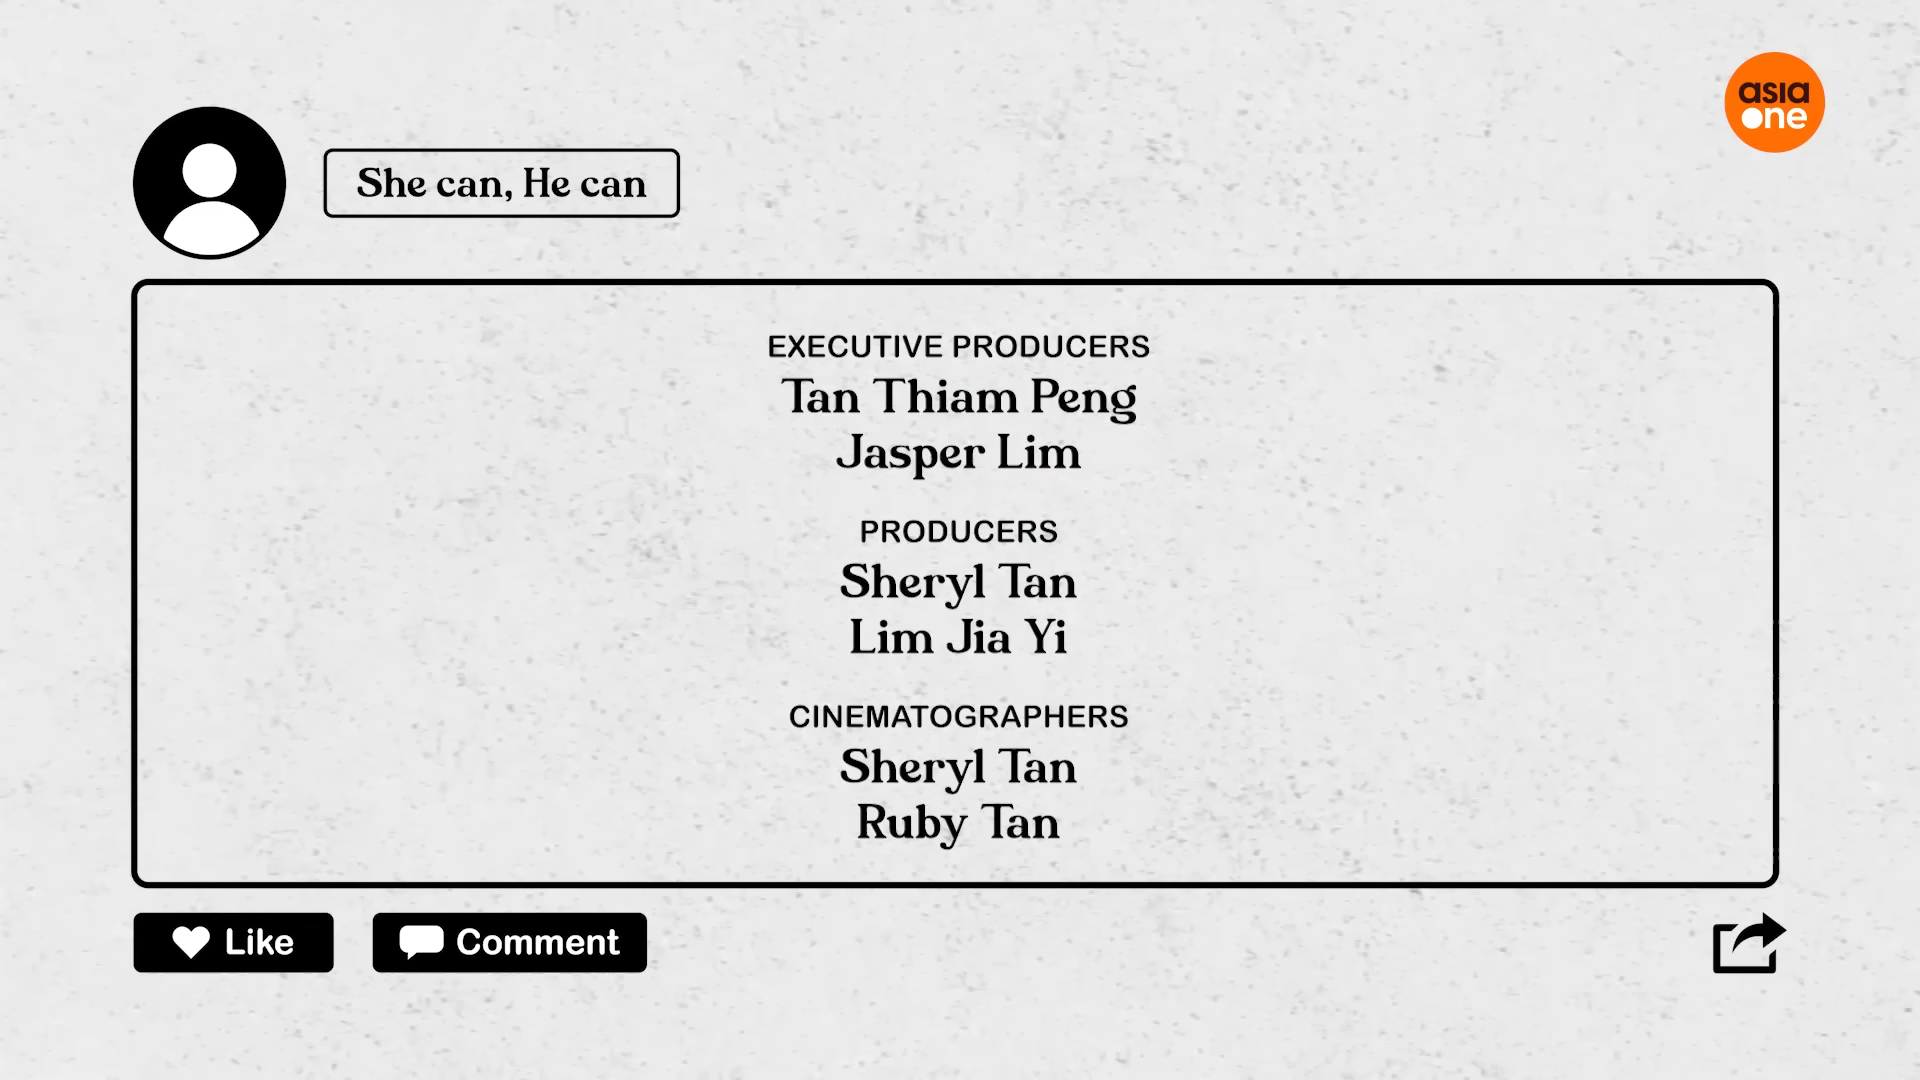 asia
one
She can, He can
EXECUTIVE PRODUCERS
Tan Thiam Peng
Jasper Lim
PRODUCERS
Sheryl Tan
Lim Jia Yi
CINEMATOGRAPHERS
Sheryl Tan
Ruby Tan
Like
Comment